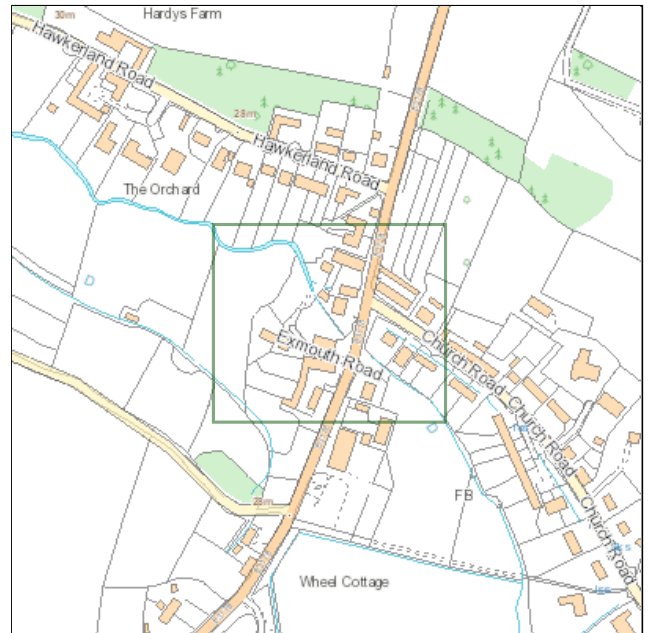 Hardys Farm
30m
Hawkerland Road
28m
Hawkerland Road
The Orchard
D
Church Road
Exmouth Road
Church Road
D
Church Road
FB
28m
Wheel Cottage